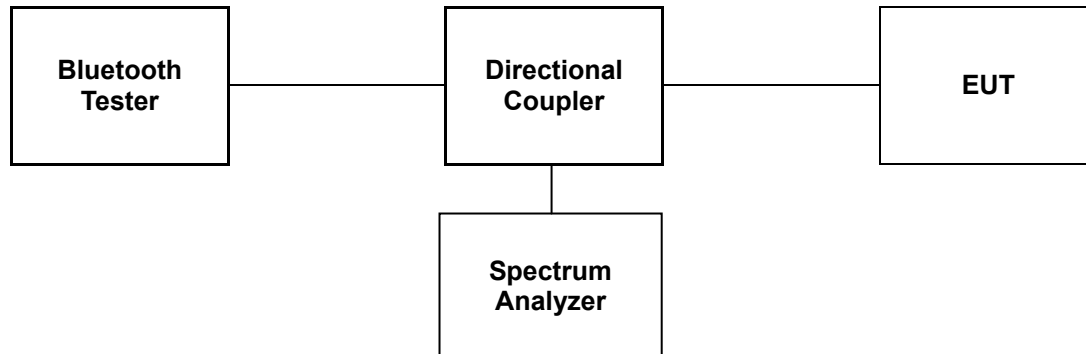 Bluetooth
Tester
Directional
Coupler
EUT
Spectrum
Analyzer